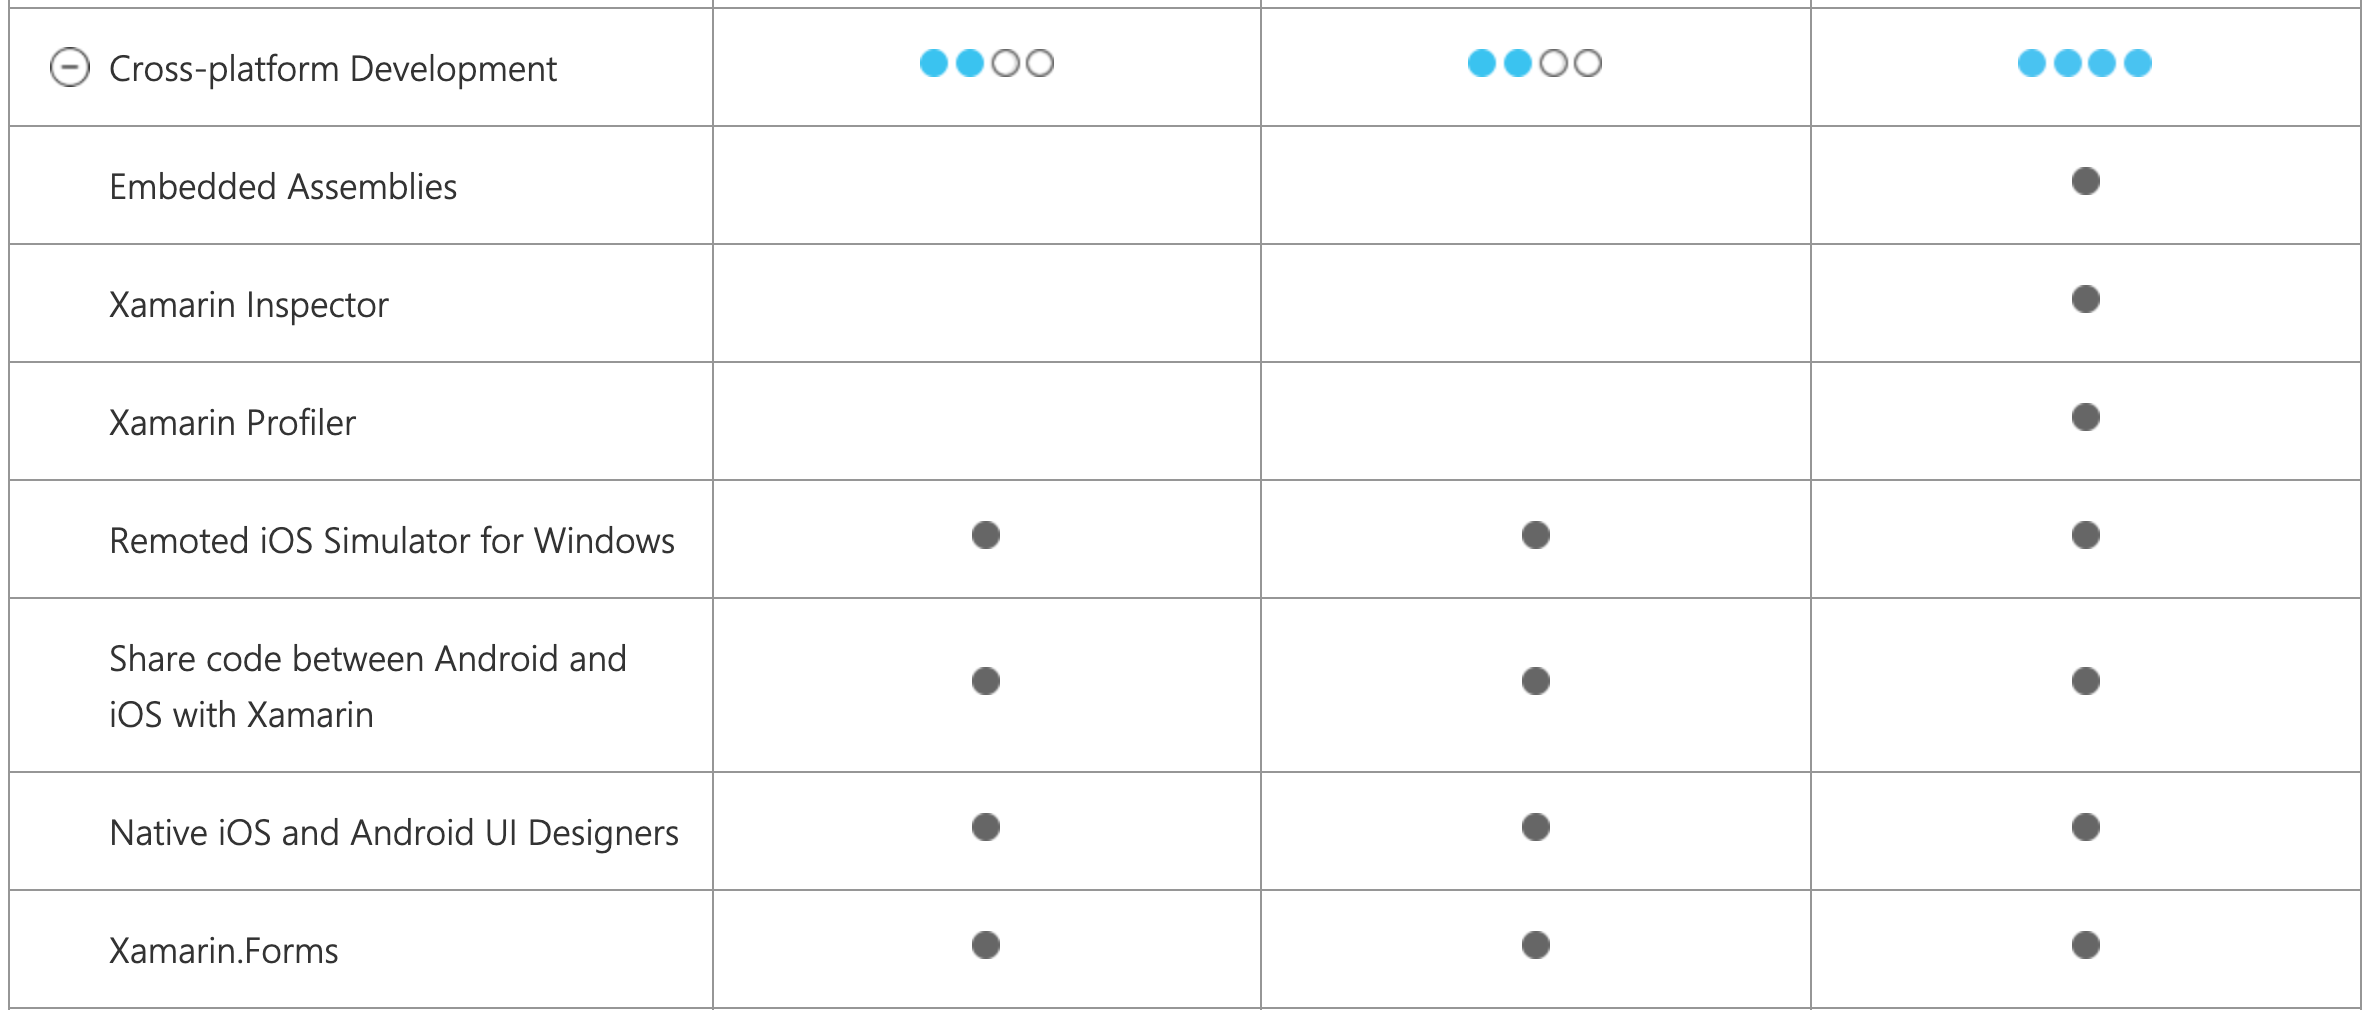 Cross-platform Development
Embedded Assemblies
Xamarin Inspector
Xamarin Profiler
Remoted iOS Simulator for Windows
Share code between Android and
iOS with Xamarin
Native iOS and Android UI Designers
Xamarin.Forms